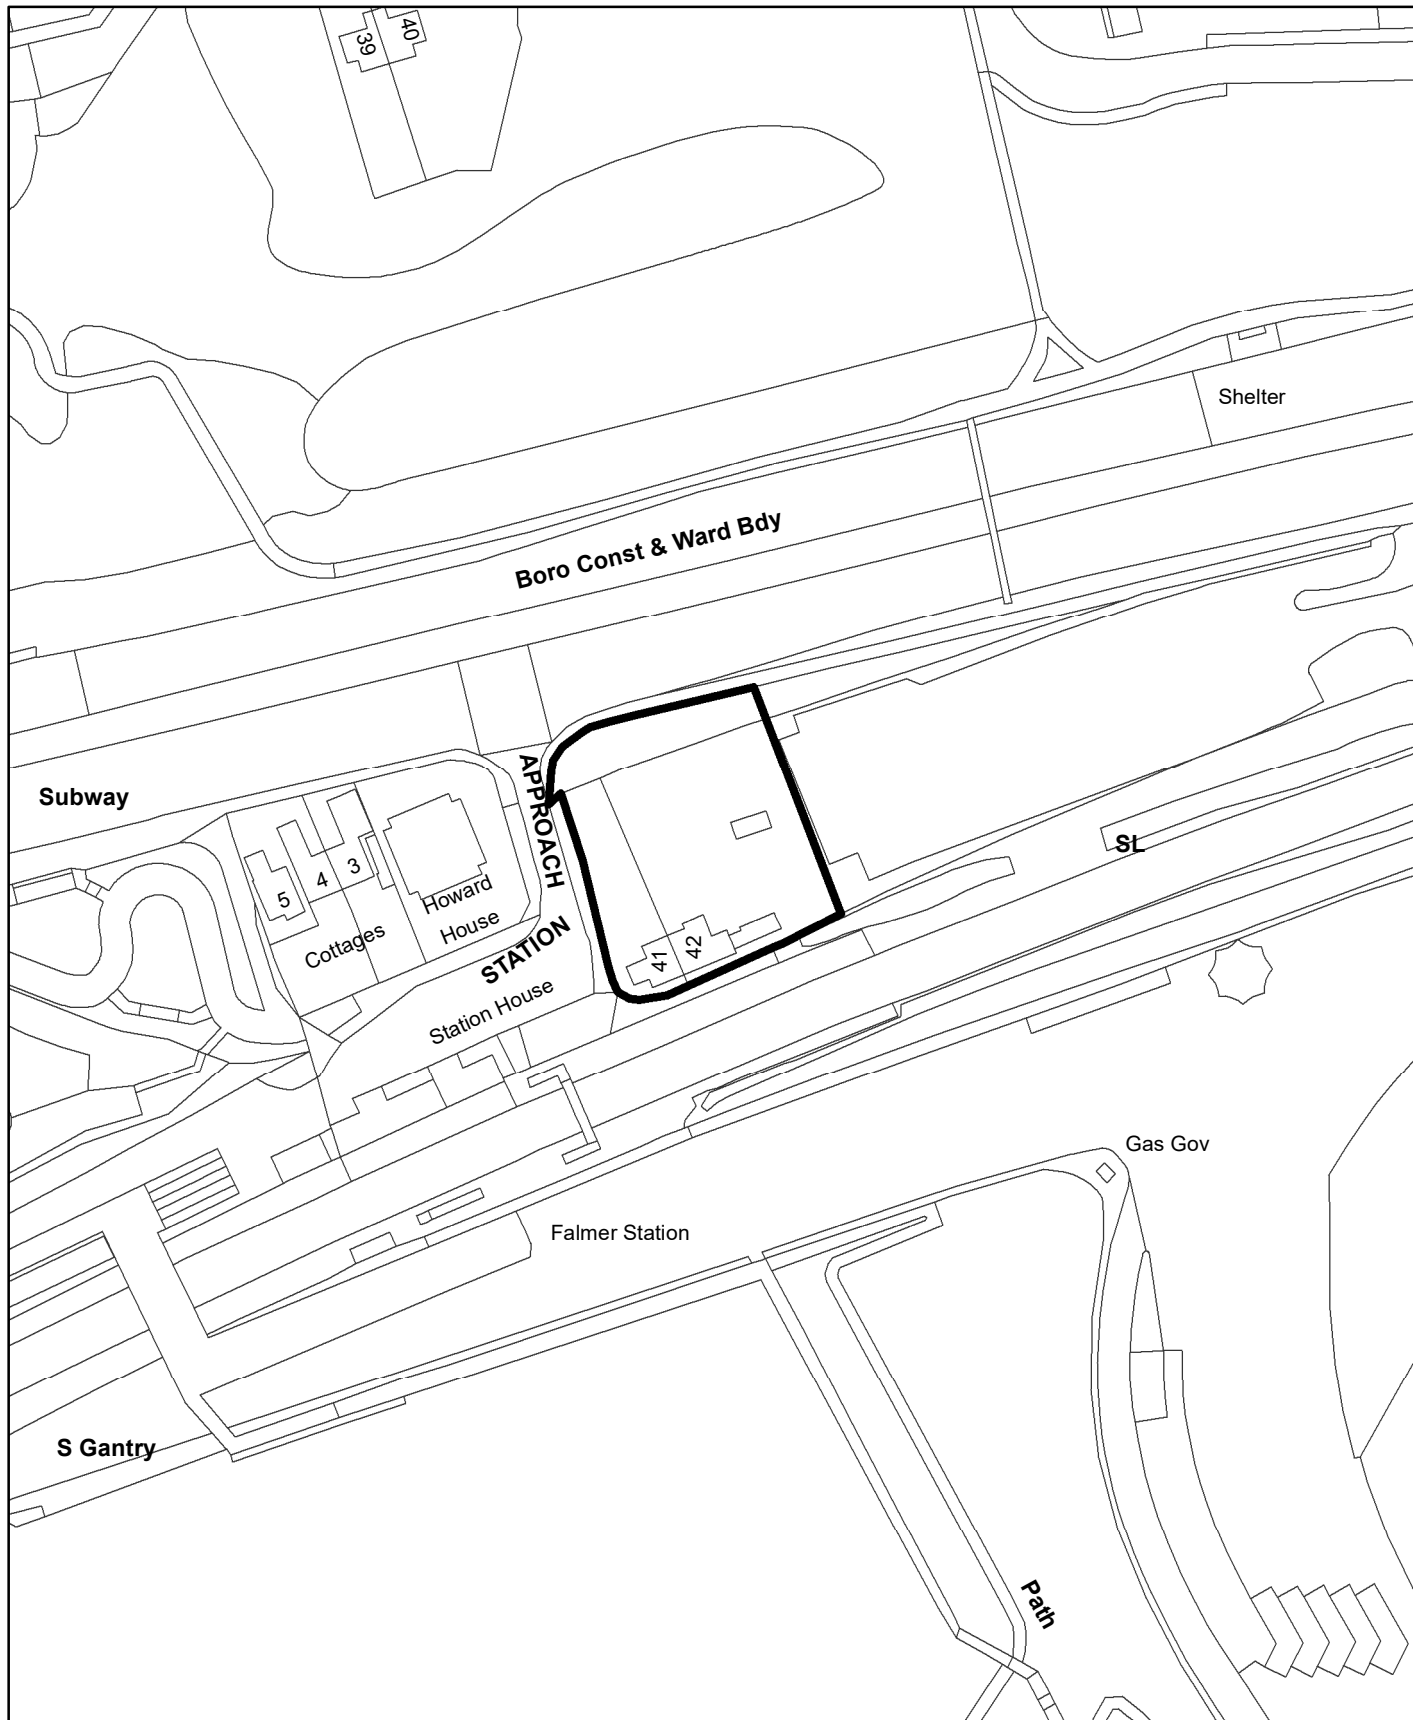 39
40
Shelter
Boro Const & Ward Bdy
APPROACH
Subway
5
4
3
Howard
House
Cottages
STATION
Station House
41
42
SL
Gas Gov
Falmer Station
S Gantry
Path